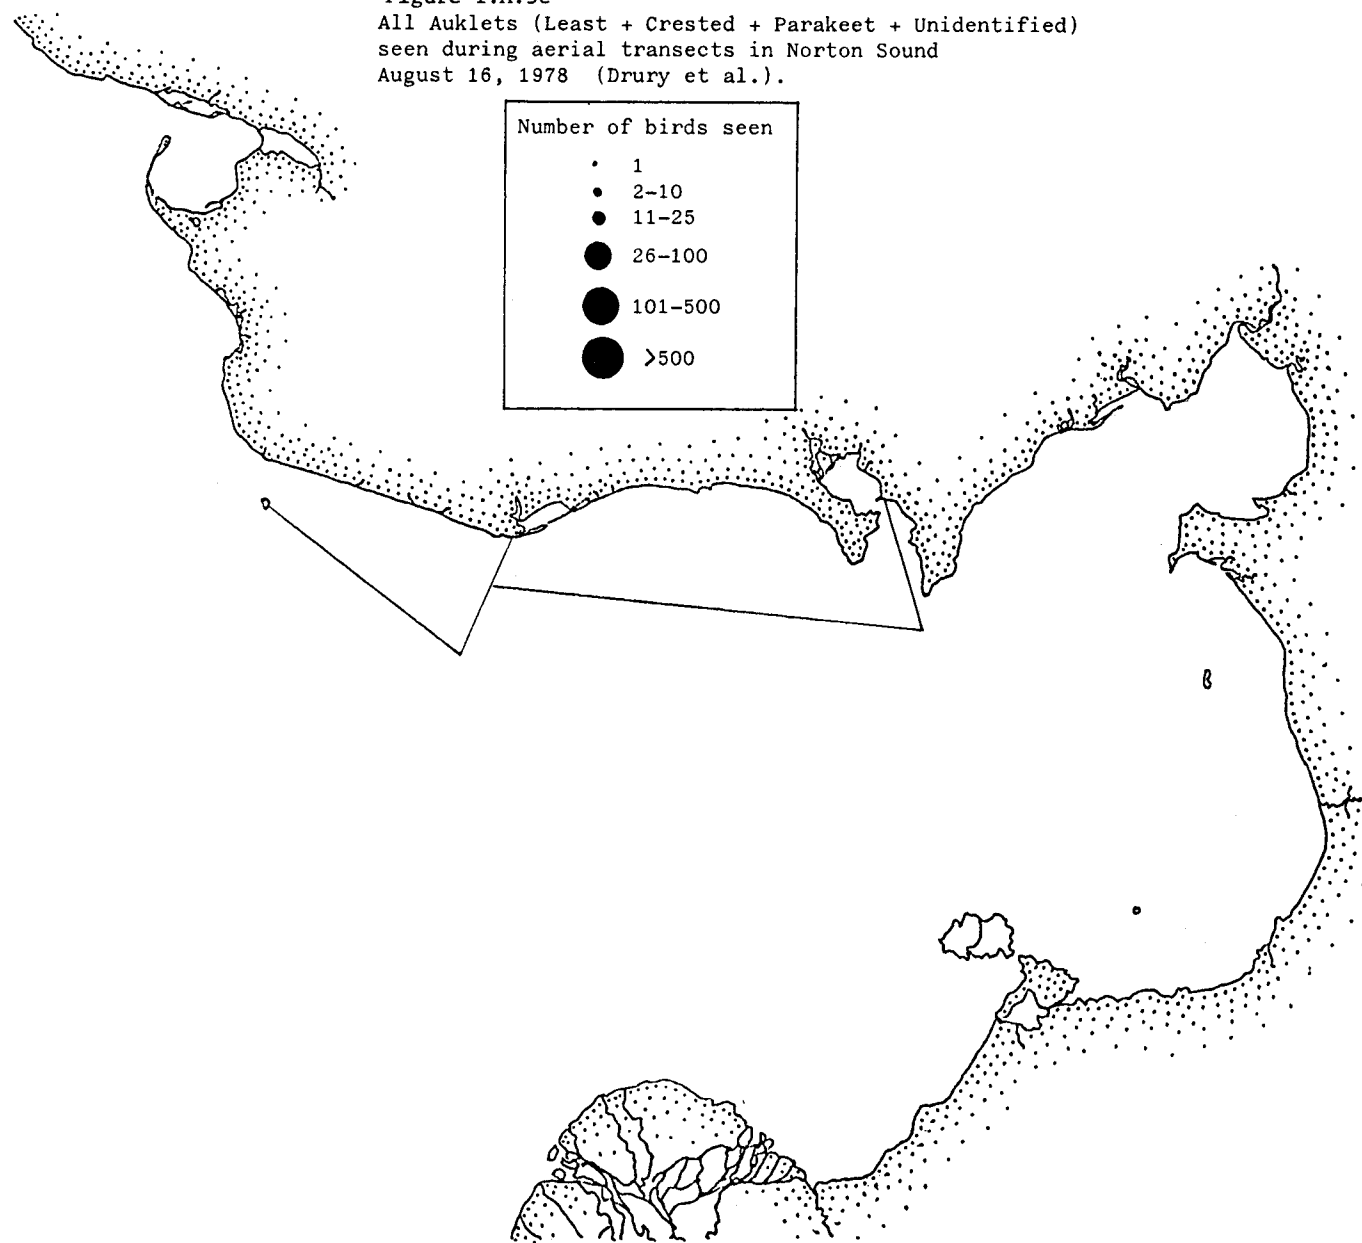 All Auklets (Least + Crested + Parakeet + Unidentified)
seen during aerial transects in Norton Sound
August 16, 1978 (Drury et al.).
Number of birds seen
1
2-10
11-25
26-100
101-500
>500